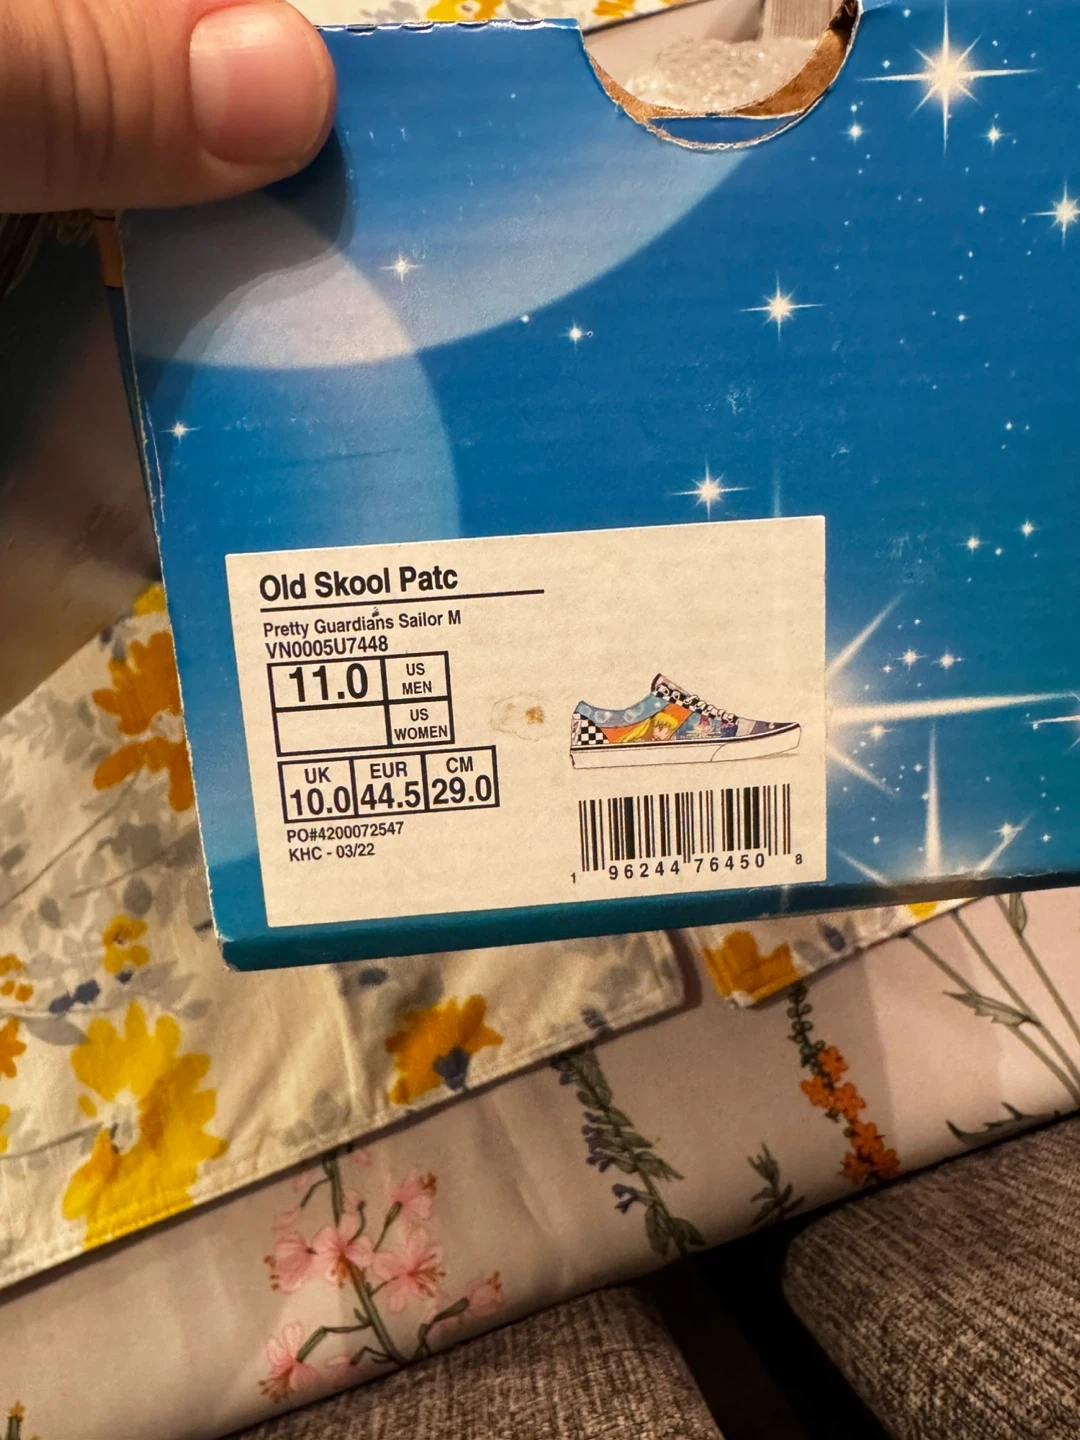 Old Skool Patc
Pretty Guardians Sailor M
VN0005U7448
11.0 US MEN
US WOMEN
UK EUR CM
10.0 44.5 29.0
PO#4200072547
KHC - 03/22
1 96244 76450 8